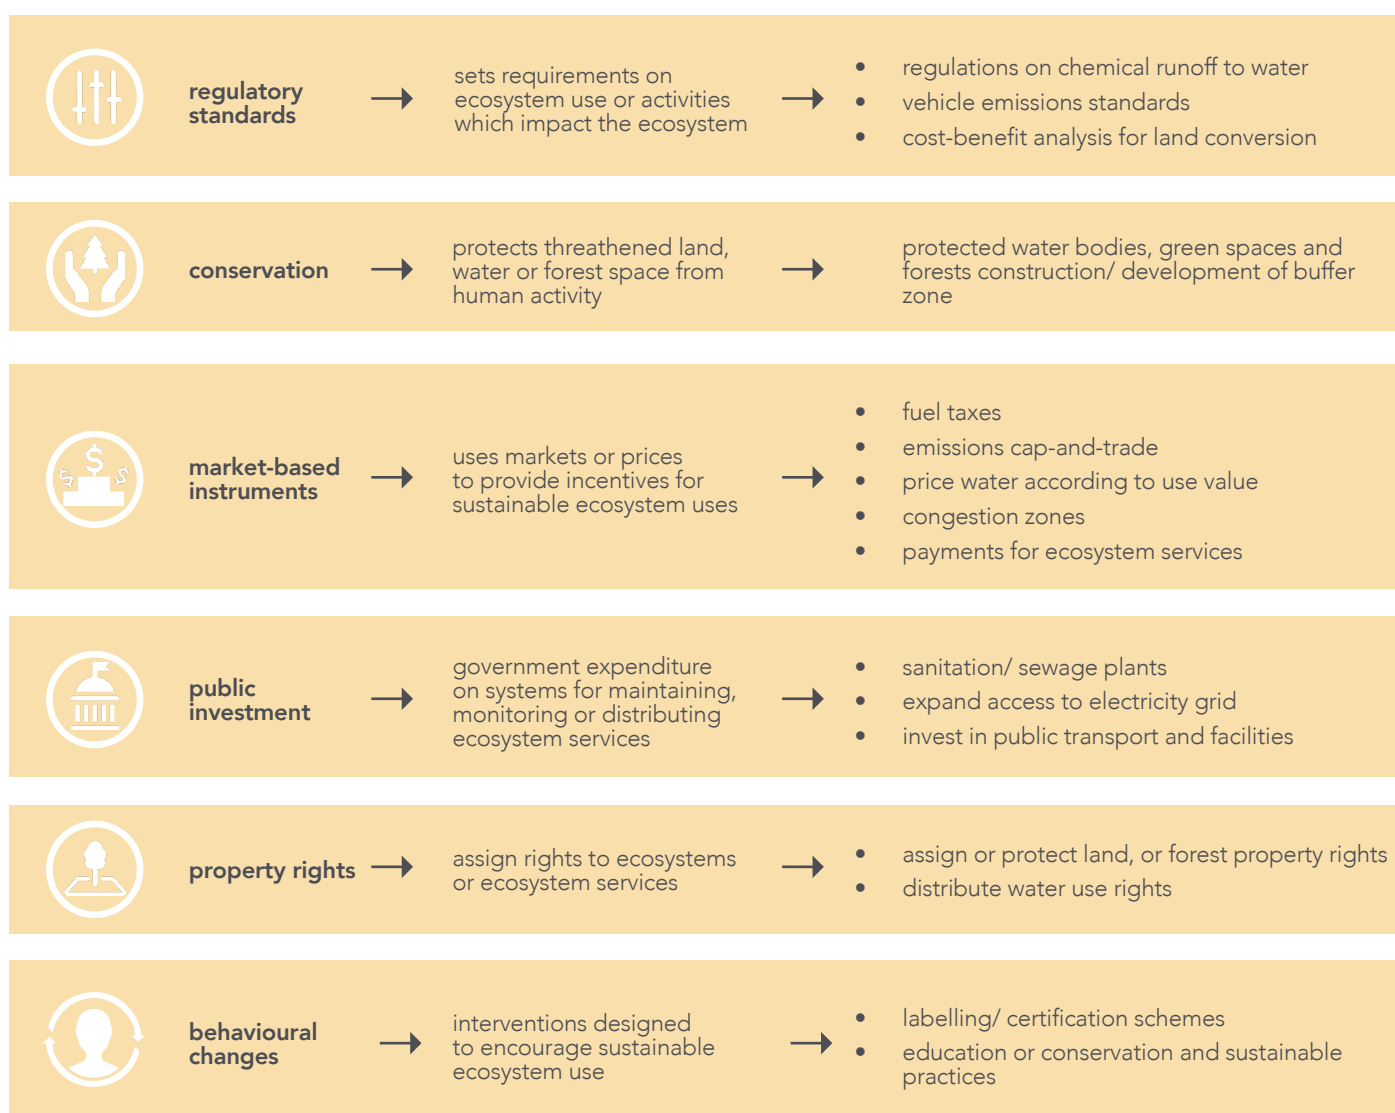 regulatory
standards
sets requirements on
ecosystem use or activities
which impact the ecosystem
• regulations on chemical runoff to water
• vehicle emissions standards
• cost-benefit analysis for land conversion
conservation
protects threathened land,
water or forest space from
human activity
protected water bodies, green spaces and
forests construction/ development of buffer
zone
market-based
instruments
uses markets or prices
to provide incentives for
sustainable ecosystem uses
• fuel taxes
• emissions cap-and-trade
• price water according to use value
• congestion zones
• payments for ecosystem services
public
investment
government expenditure
on systems for maintaining,
monitoring or distributing
ecosystem services
• sanitation/ sewage plants
• expand access to electricity grid
• invest in public transport and facilities
property rights
assign rights to ecosystems
or ecosystem services
• assign or protect land, or forest property rights
• distribute water use rights
behavioural
changes
interventions designed
to encourage sustainable
ecosystem use
• labelling/ certification schemes
• education or conservation and sustainable
practices